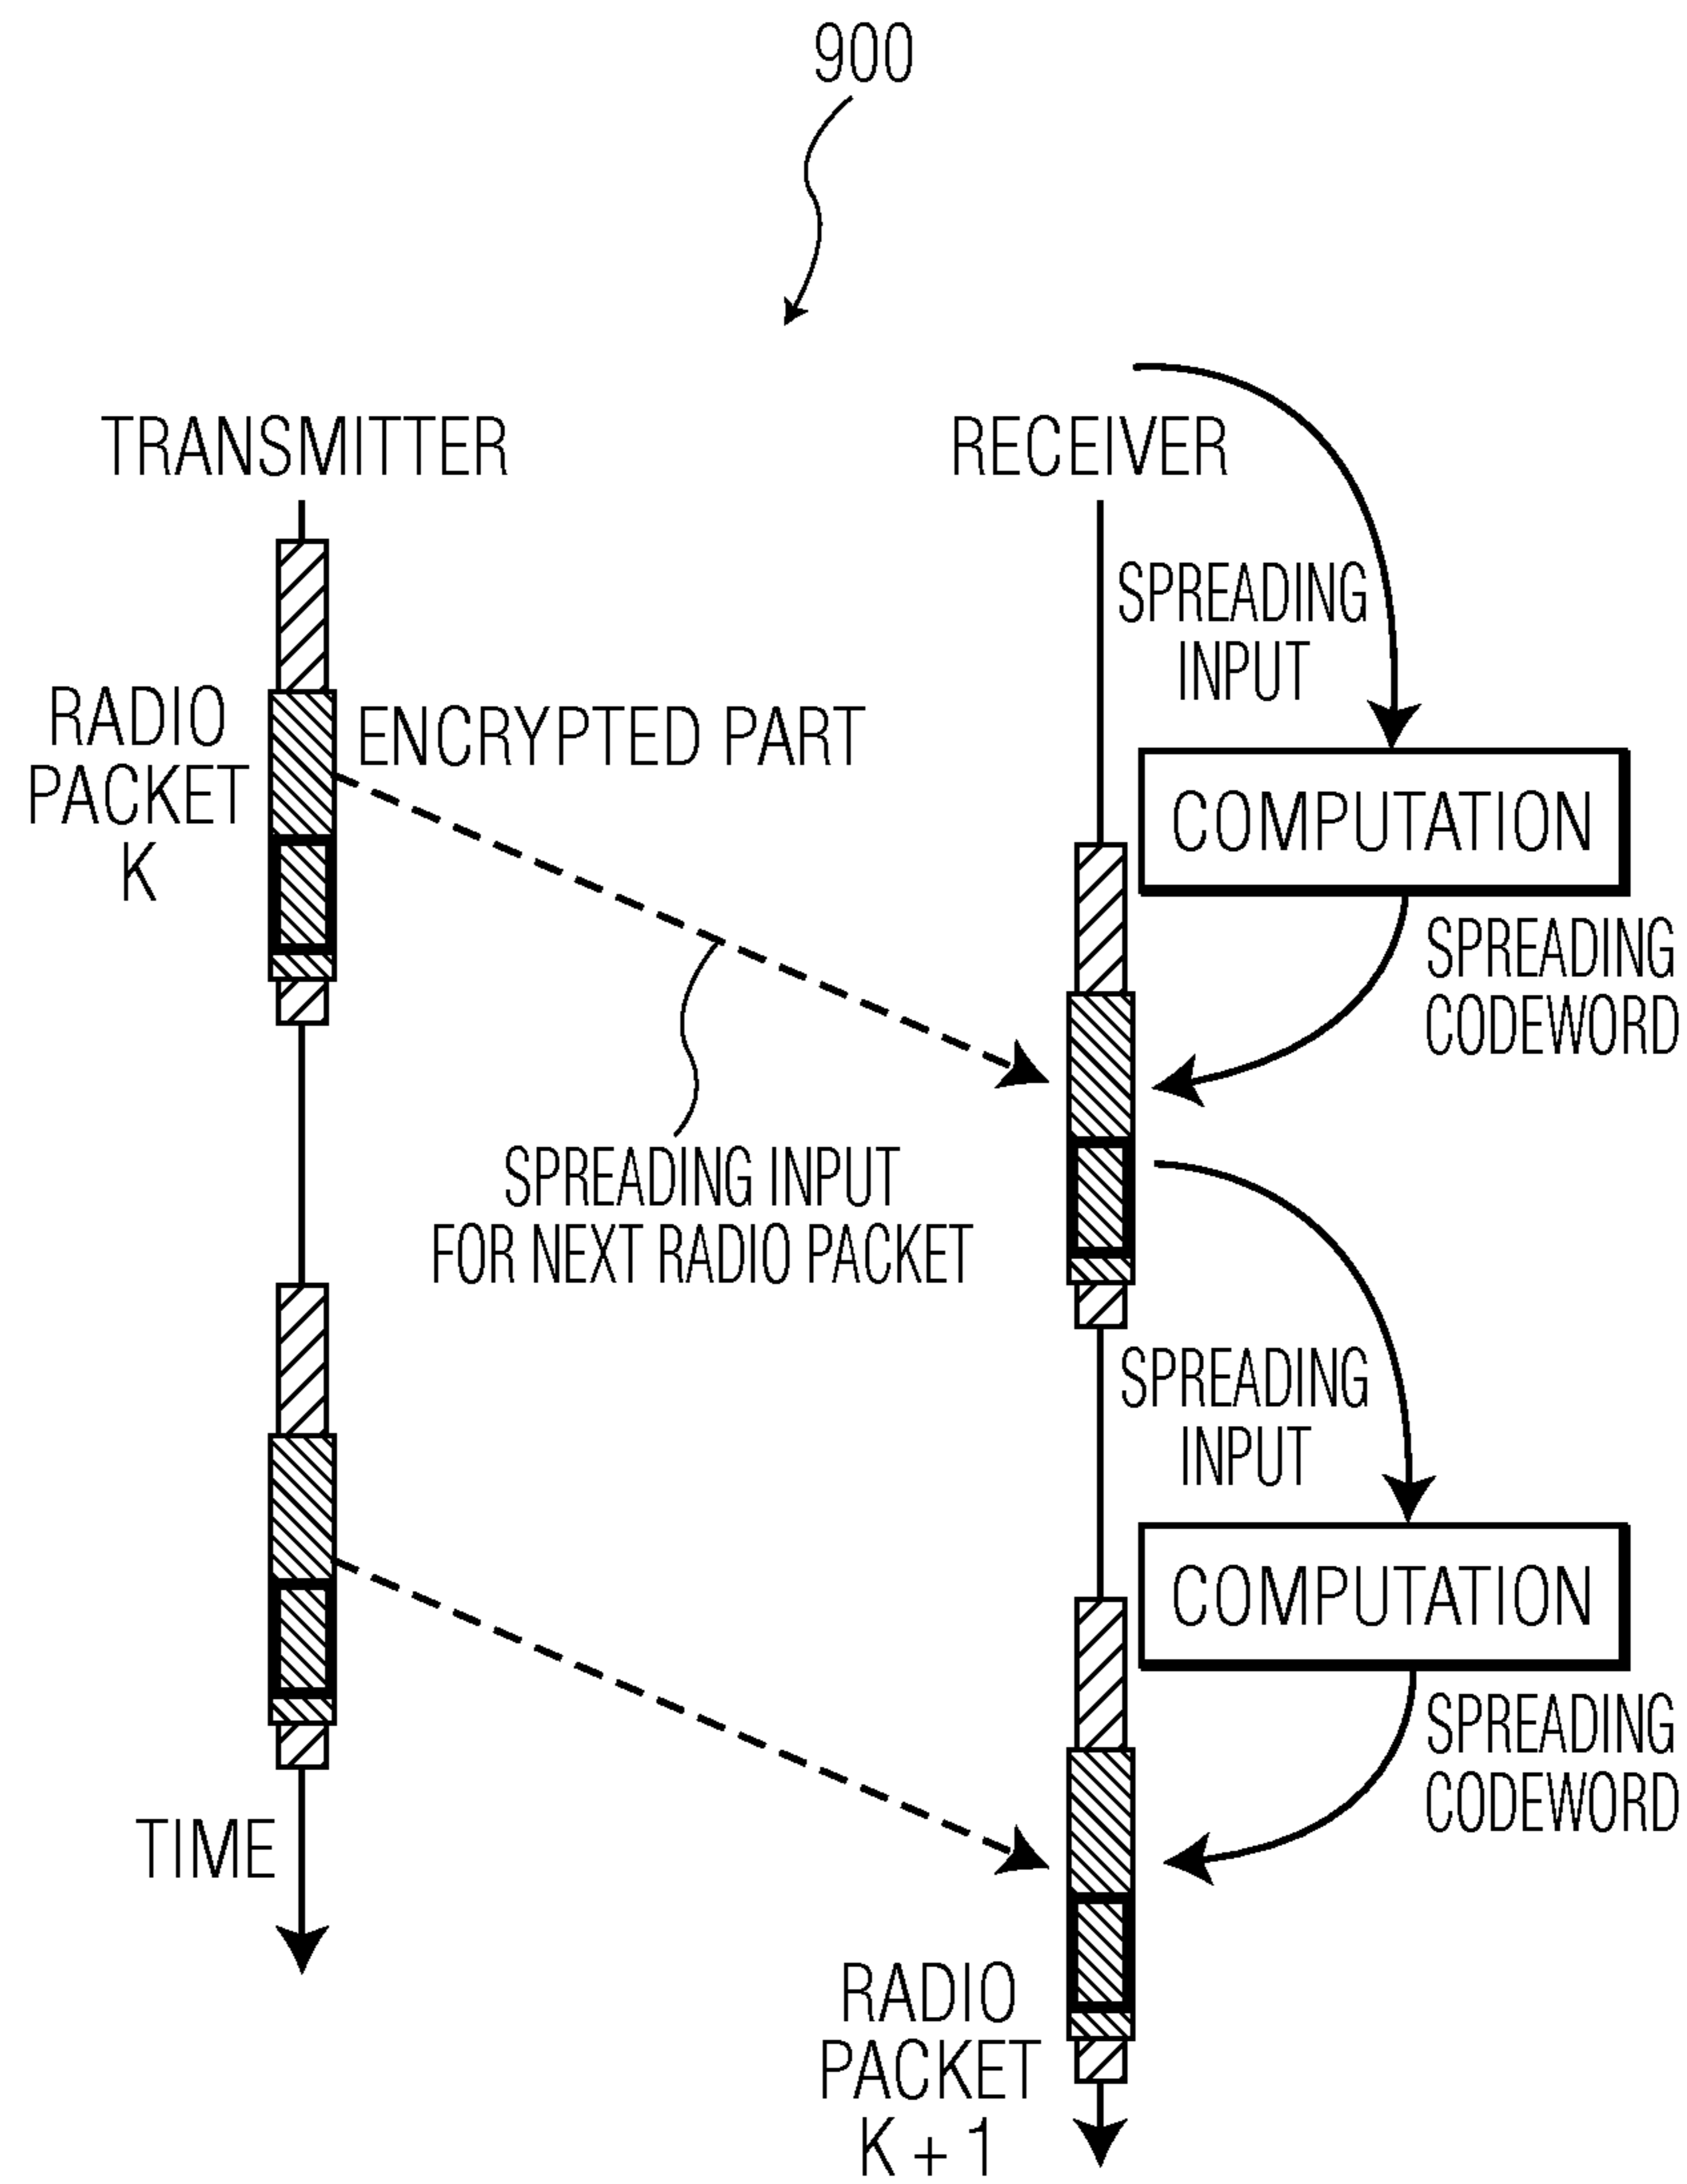 900
TRANSMITTER
RECEIVER
SPREADING
INPUT
RADIO
PACKET
K
ENCRYPTED PART
COMPUTATION
SPREADING
CODEWORD
SPREADING INPUT
FOR NEXT RADIO PACKET
SPREADING
INPUT
COMPUTATION
SPREADING
CODEWORD
TIME
RADIO
PACKET
K + 1